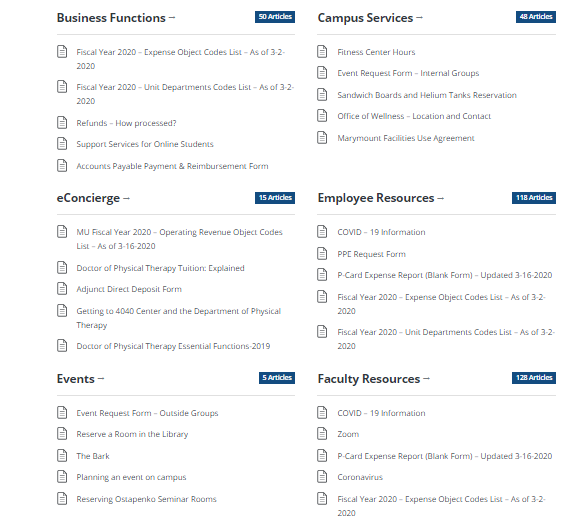 Business Functions → 50 Articles
Fiscal Year 2020 – Expense Object Codes List – As of 3-2-
2020
Fiscal Year 2020 – Unit Departments Codes List – As of 3-2-
2020
Refunds – How processed?
Support Services for Online Students
Accounts Payable Payment & Reimbursement Form
Campus Services → 48 Articles
Fitness Center Hours
Event Request Form – Internal Groups
Sandwich Boards and Helium Tanks Reservation
Office of Wellness – Location and Contact
Marymount Facilities Use Agreement
eConcierge → 15 Articles
MU Fiscal Year 2020 – Operating Revenue Object Codes
List – As of 3-16-2020
Doctor of Physical Therapy Tuition: Explained
Adjunct Direct Deposit Form
Getting to 4040 Center and the Department of Physical
Therapy
Doctor of Physical Therapy Essential Functions-2019
Employee Resources → 118 Articles
COVID – 19 Information
PPE Request Form
P-Card Expense Report (Blank Form) – Updated 3-16-2020
Fiscal Year 2020 – Expense Object Codes List – As of 3-2-
2020
Fiscal Year 2020 – Unit Departments Codes List – As of 3-2-
2020
Events → 5 Articles
Event Request Form – Outside Groups
Reserve a Room in the Library
The Bark
Planning an event on campus
Reserving Ostapenko Seminar Rooms
Faculty Resources → 128 Articles
COVID – 19 Information
Zoom
P-Card Expense Report (Blank Form) – Updated 3-16-2020
Coronavirus
Fiscal Year 2020 – Expense Object Codes List – As of 3-2-
2020